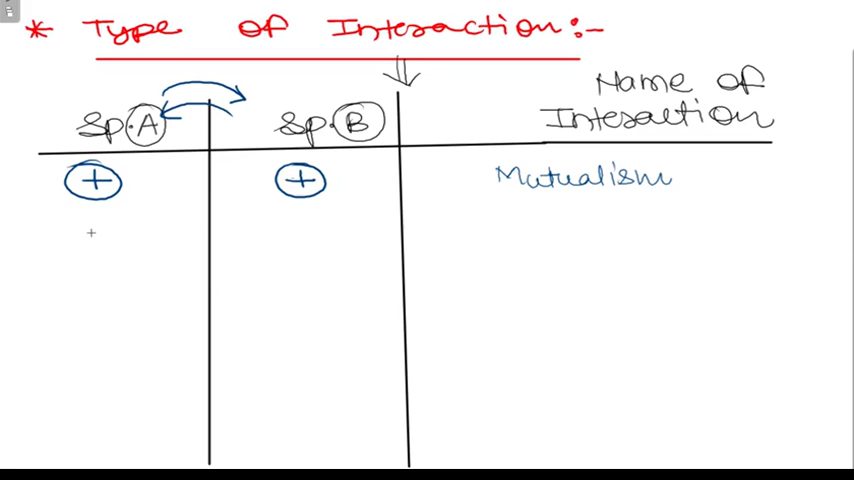 * Type of Interaction:-
Sp. A Sp. B Name of Interaction
+ + Mutualism